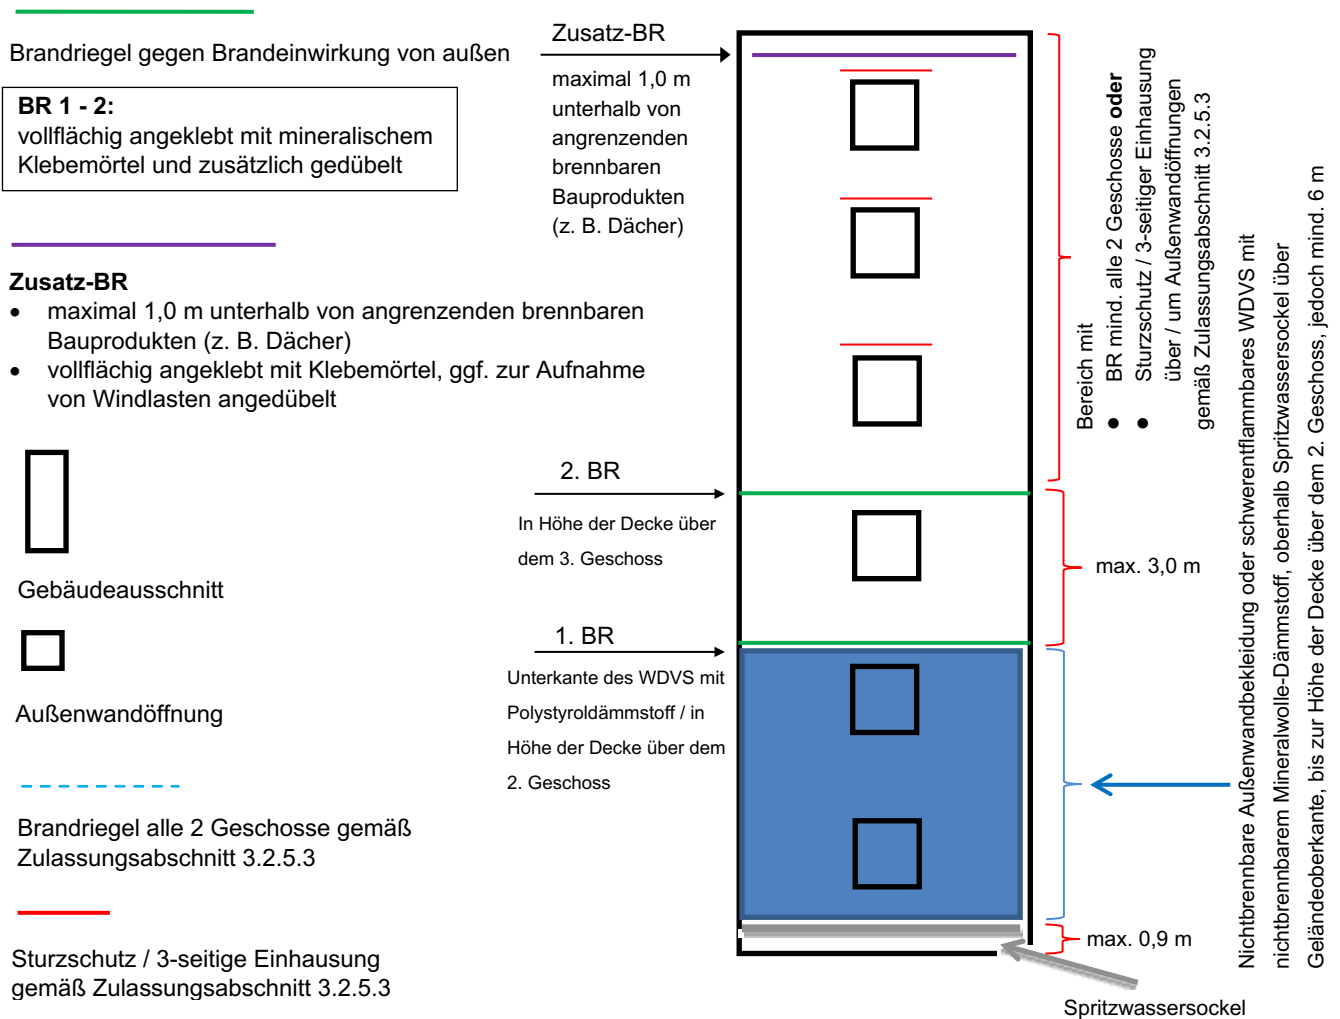 Brandriegel gegen Brandeinwirkung von außen
BR 1 - 2:
vollflächig angeklebt mit mineralischem
Klebemörtel und zusätzlich gedübelt
Zusatz-BR
• maximal 1,0 m unterhalb von angrenzenden brennbaren
Bauprodukten (z. B. Dächer)
• vollflächig angeklebt mit Klebemörtel, ggf. zur Aufnahme
von Windlasten angedübelt
Gebäudeausschnitt
Außenwandöffnung
Brandriegel alle 2 Geschosse gemäß
Zulassungsabschnitt 3.2.5.3
Sturzschutz / 3-seitige Einhausung
gemäß Zulassungsabschnitt 3.2.5.3
Zusatz-BR
maximal 1,0 m
unterhalb von
angrenzenden
brennbaren
Bauprodukten
(z. B. Dächer)
2. BR
In Höhe der Decke über
dem 3. Geschoss
1. BR
Unterkante des WDVS mit
Polystyroldämmstoff / in
Höhe der Decke über dem
2. Geschoss
Bereich mit
• BR mind. alle 2 Geschosse oder
• Sturzschutz / 3-seitiger Einhausung
über / um Außenwandöffnungen
gemäß Zulassungsabschnitt 3.2.5.3
max. 3,0 m
Nichtbrennbare Außenwandbekleidung oder schwerentflammbares WDVS mit
nichtbrennbarem Mineralwolle-Dämmstoff, oberhalb Spritzwassersockel über
Geländeoberkante, bis zur Höhe der Decke über dem 2. Geschoss, jedoch mind. 6 m
max. 0,9 m
Spritzwassersockel